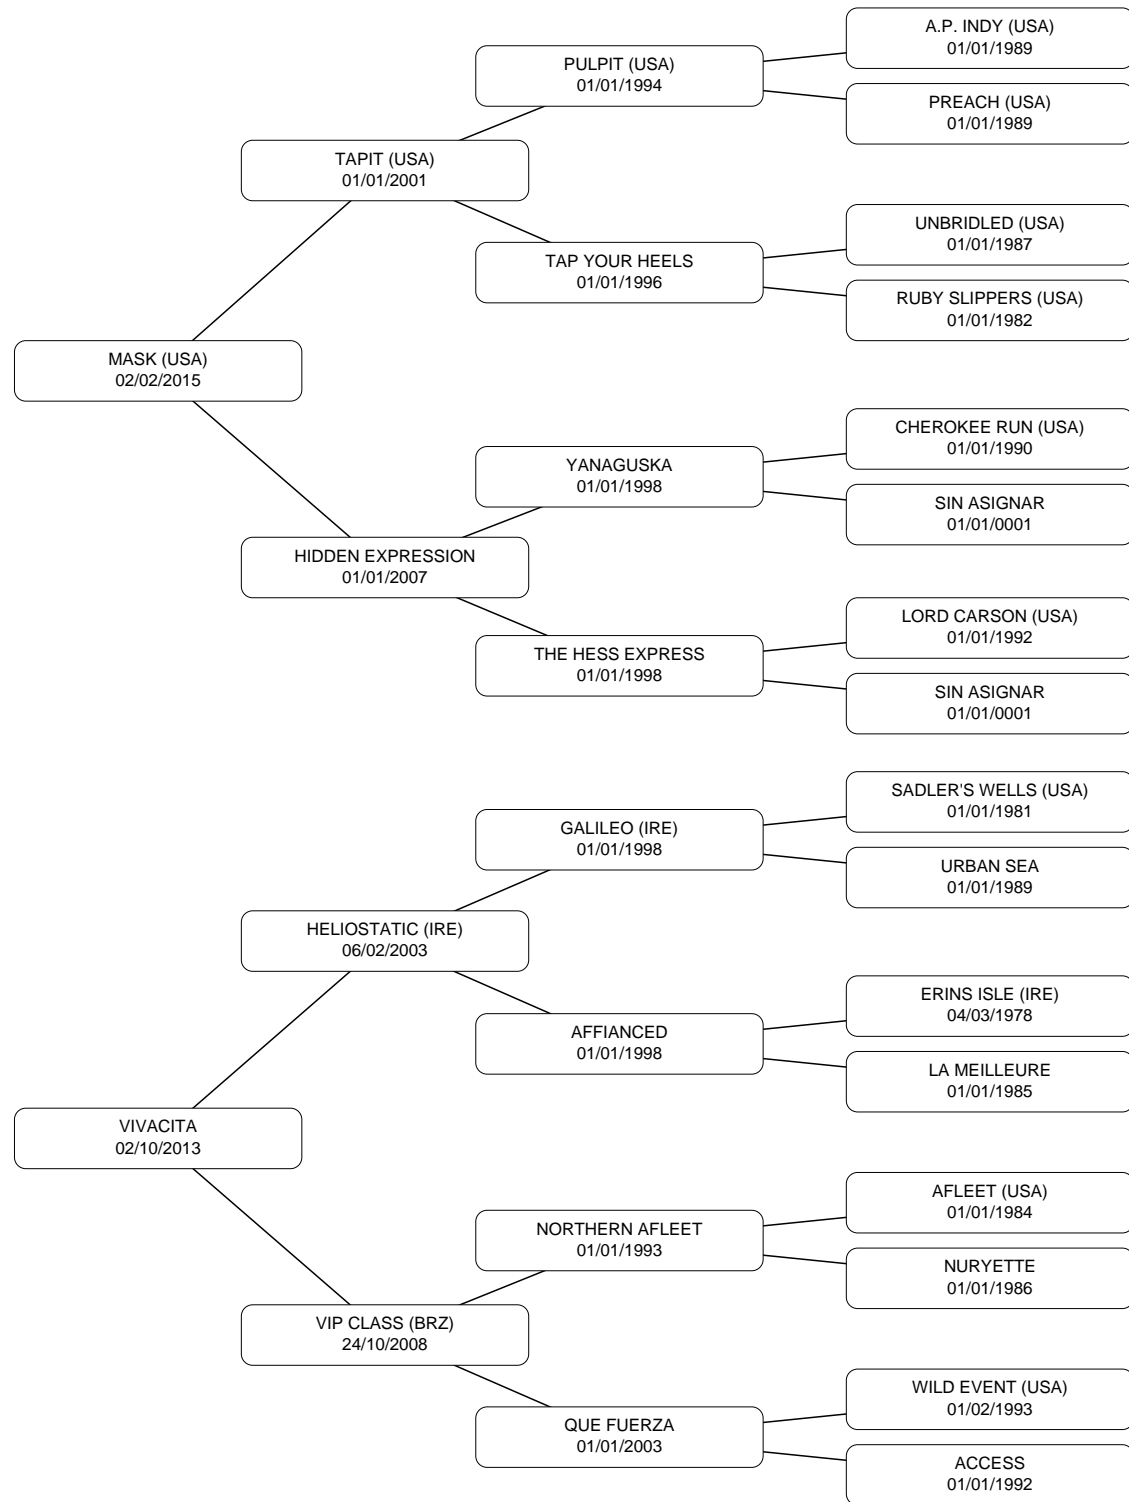 A.P. INDY (USA)
01/01/1989
PULPIT (USA)
01/01/1994
PREACH (USA)
01/01/1989
TAPIT (USA)
01/01/2001
UNBRIDLED (USA)
01/01/1987
TAP YOUR HEELS
01/01/1996
RUBY SLIPPERS (USA)
01/01/1982
MASK (USA)
02/02/2015
CHEROKEE RUN (USA)
01/01/1990
YANAGUSKA
01/01/1998
SIN ASIGNAR
01/01/0001
HIDDEN EXPRESSION
01/01/2007
LORD CARSON (USA)
01/01/1992
THE HESS EXPRESS
01/01/1998
SIN ASIGNAR
01/01/0001
SADLER'S WELLS (USA)
01/01/1981
GALILEO (IRE)
01/01/1998
URBAN SEA
01/01/1989
HELIOSTATIC (IRE)
06/02/2003
ERINS ISLE (IRE)
04/03/1978
AFFIANCED
01/01/1998
LA MEILLEURE
01/01/1985
VIVACITA
02/10/2013
AFLEET (USA)
01/01/1984
NORTHERN AFLEET
01/01/1993
NURYETTE
01/01/1986
VIP CLASS (BRZ)
24/10/2008
WILD EVENT (USA)
01/02/1993
QUE FUERZA
01/01/2003
ACCESS
01/01/1992